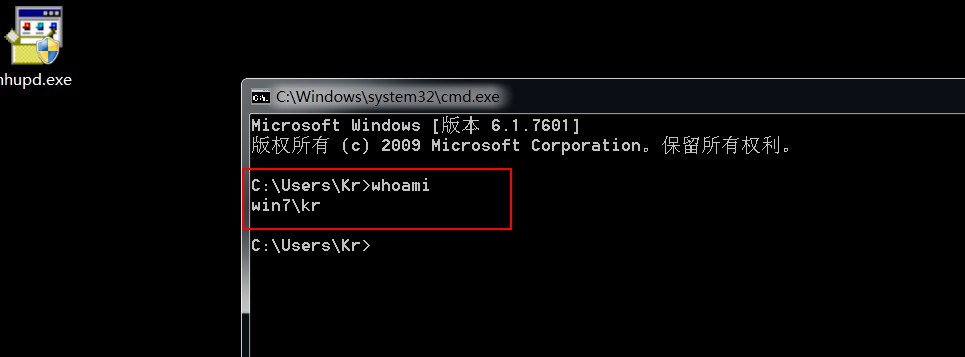 hhupd.exe
C:\Windows\system32\cmd.exe
Microsoft Windows [版本 6.1.7601]
版权所有 (c) 2009 Microsoft Corporation。保留所有权利。
C:\Users\Kr>whoami
win7\kr
C:\Users\Kr>